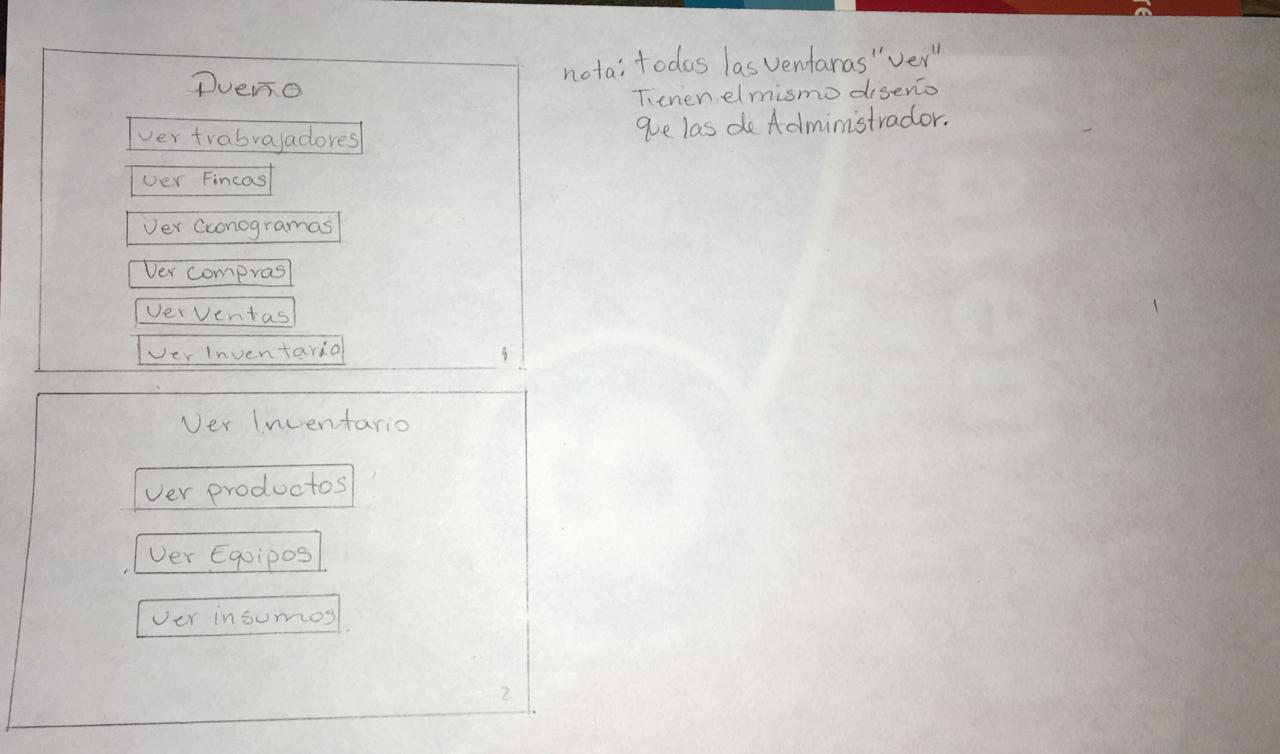 Dueño
Ver trabrajadores
Ver Fincas
Ver Cronogramas
Ver compras
Ver Ventas
Ver Inventario
1
nota: todas las ventanas "ver"
Tienen el mismo diseño
que las de Administrador.
Ver Inventario
Ver productos
Ver Equipos
Ver insumos
2